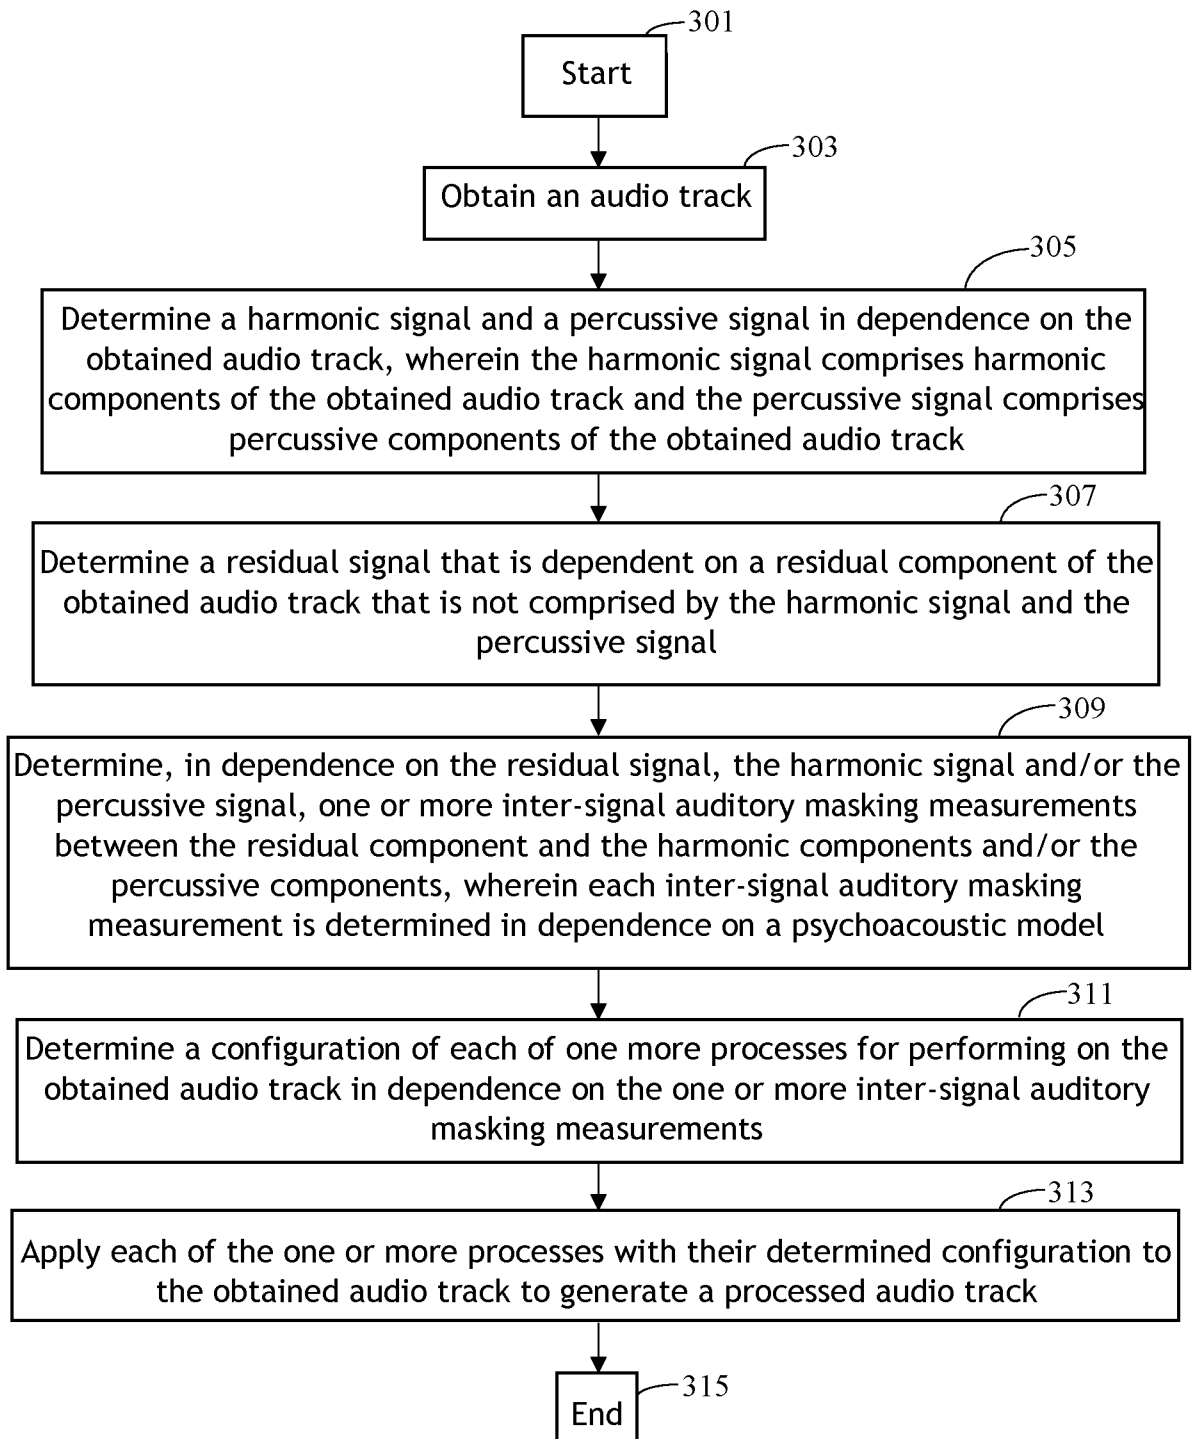 301
Start
303
Obtain an audio track
305
Determine a harmonic signal and a percussive signal in dependence on the
obtained audio track, wherein the harmonic signal comprises harmonic
components of the obtained audio track and the percussive signal comprises
percussive components of the obtained audio track
307
Determine a residual signal that is dependent on a residual component of the
obtained audio track that is not comprised by the harmonic signal and the
percussive signal
309
Determine, in dependence on the residual signal, the harmonic signal and/or the
percussive signal, one or more inter-signal auditory masking measurements
between the residual component and the harmonic components and/or the
percussive components, wherein each inter-signal auditory masking
measurement is determined in dependence on a psychoacoustic model
311
Determine a configuration of each of one more processes for performing on the
obtained audio track in dependence on the one or more inter-signal auditory
masking measurements
313
Apply each of the one or more processes with their determined configuration to
the obtained audio track to generate a processed audio track
315
End